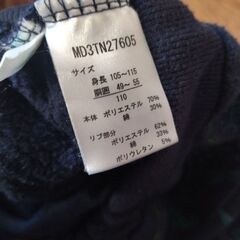 MD3TN27605
サイズ
身長 105～115
胴囲 49～55
110
本体 ポリエステル 70%
綿 30%
リブ部分
ポリエステル 62%
綿 33%
ポリウレタン 5%